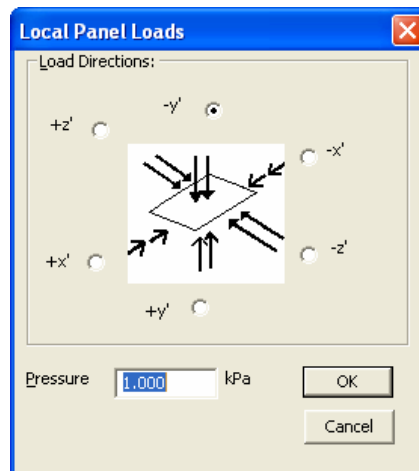 Local Panel Loads
Load Directions:
-y'
+z'
-x'
+x'
-z'
+y'
Pressure 1.000 kPa OK
Cancel